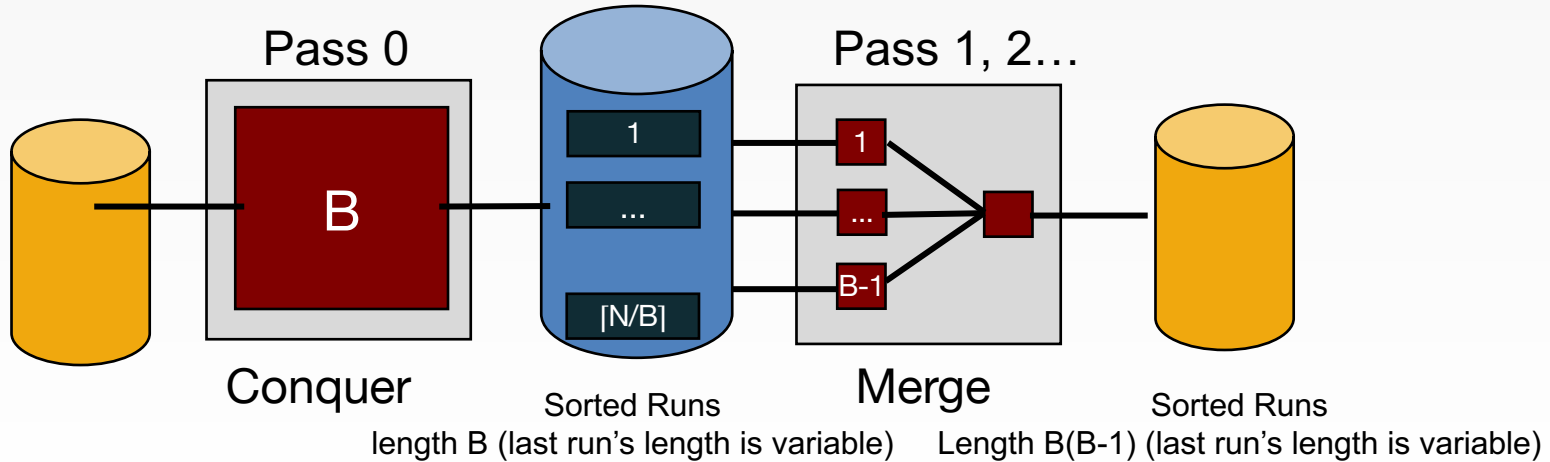 Pass 0
Pass 1, 2…
B
1
...
⌈N/B⌉
1
...
B-1
Conquer
Merge
Sorted Runs
length B (last run's length is variable)
Sorted Runs
Length B(B-1) (last run's length is variable)